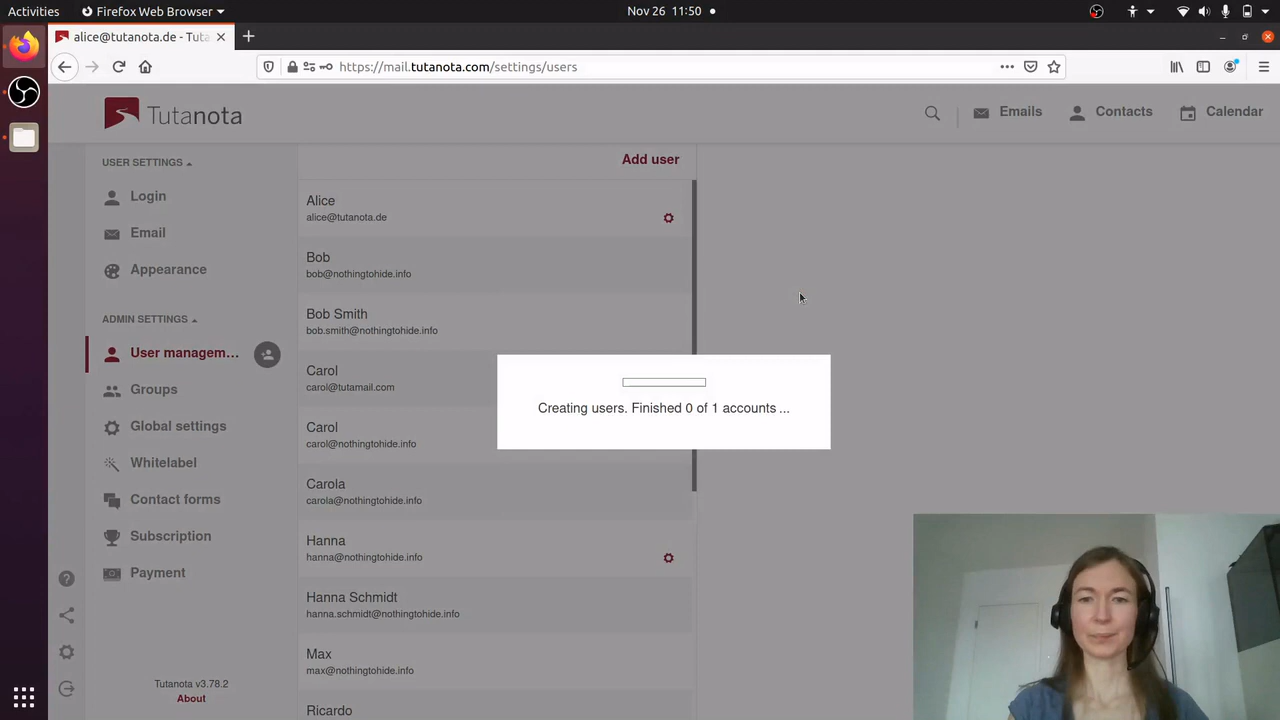 Activities
Firefox Web Browser
Nov 26 11:50
alice@tutanota.de - Tuta
https://mail.tutanota.com/settings/users
Tutanota
Emails
Contacts
Calendar
USER SETTINGS
Login
Email
Appearance
ADMIN SETTINGS
User managem...
Groups
Global settings
Whitelabel
Contact forms
Subscription
Payment
Tutanota v3.78.2
About
Add user
Alice
alice@tutanota.de
Bob
bob@nothingtohide.info
Bob Smith
bob.smith@nothingtohide.info
Carol
carol@tutamail.com
Carol
carol@nothingtohide.info
Carola
carola@nothingtohide.info
Hanna
hanna@nothingtohide.info
Hanna Schmidt
hanna.schmidt@nothingtohide.info
Max
max@nothingtohide.info
Ricardo
Creating users. Finished 0 of 1 accounts ...